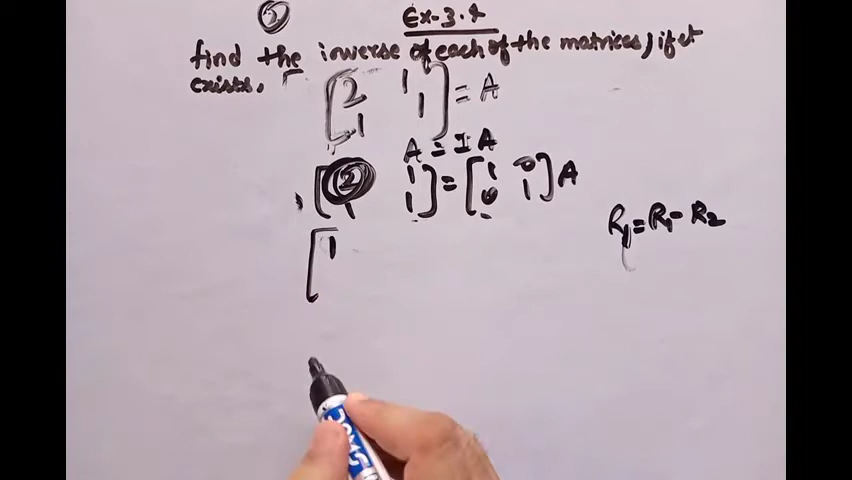 ② Ex-3.4
find the inverse of each of the matrices, if it
exists.
[2 1
1 1] = A
A = IA
[2 1
1 1] = [1 0
0 1] A
R₁ = R₁ - R₂
[1